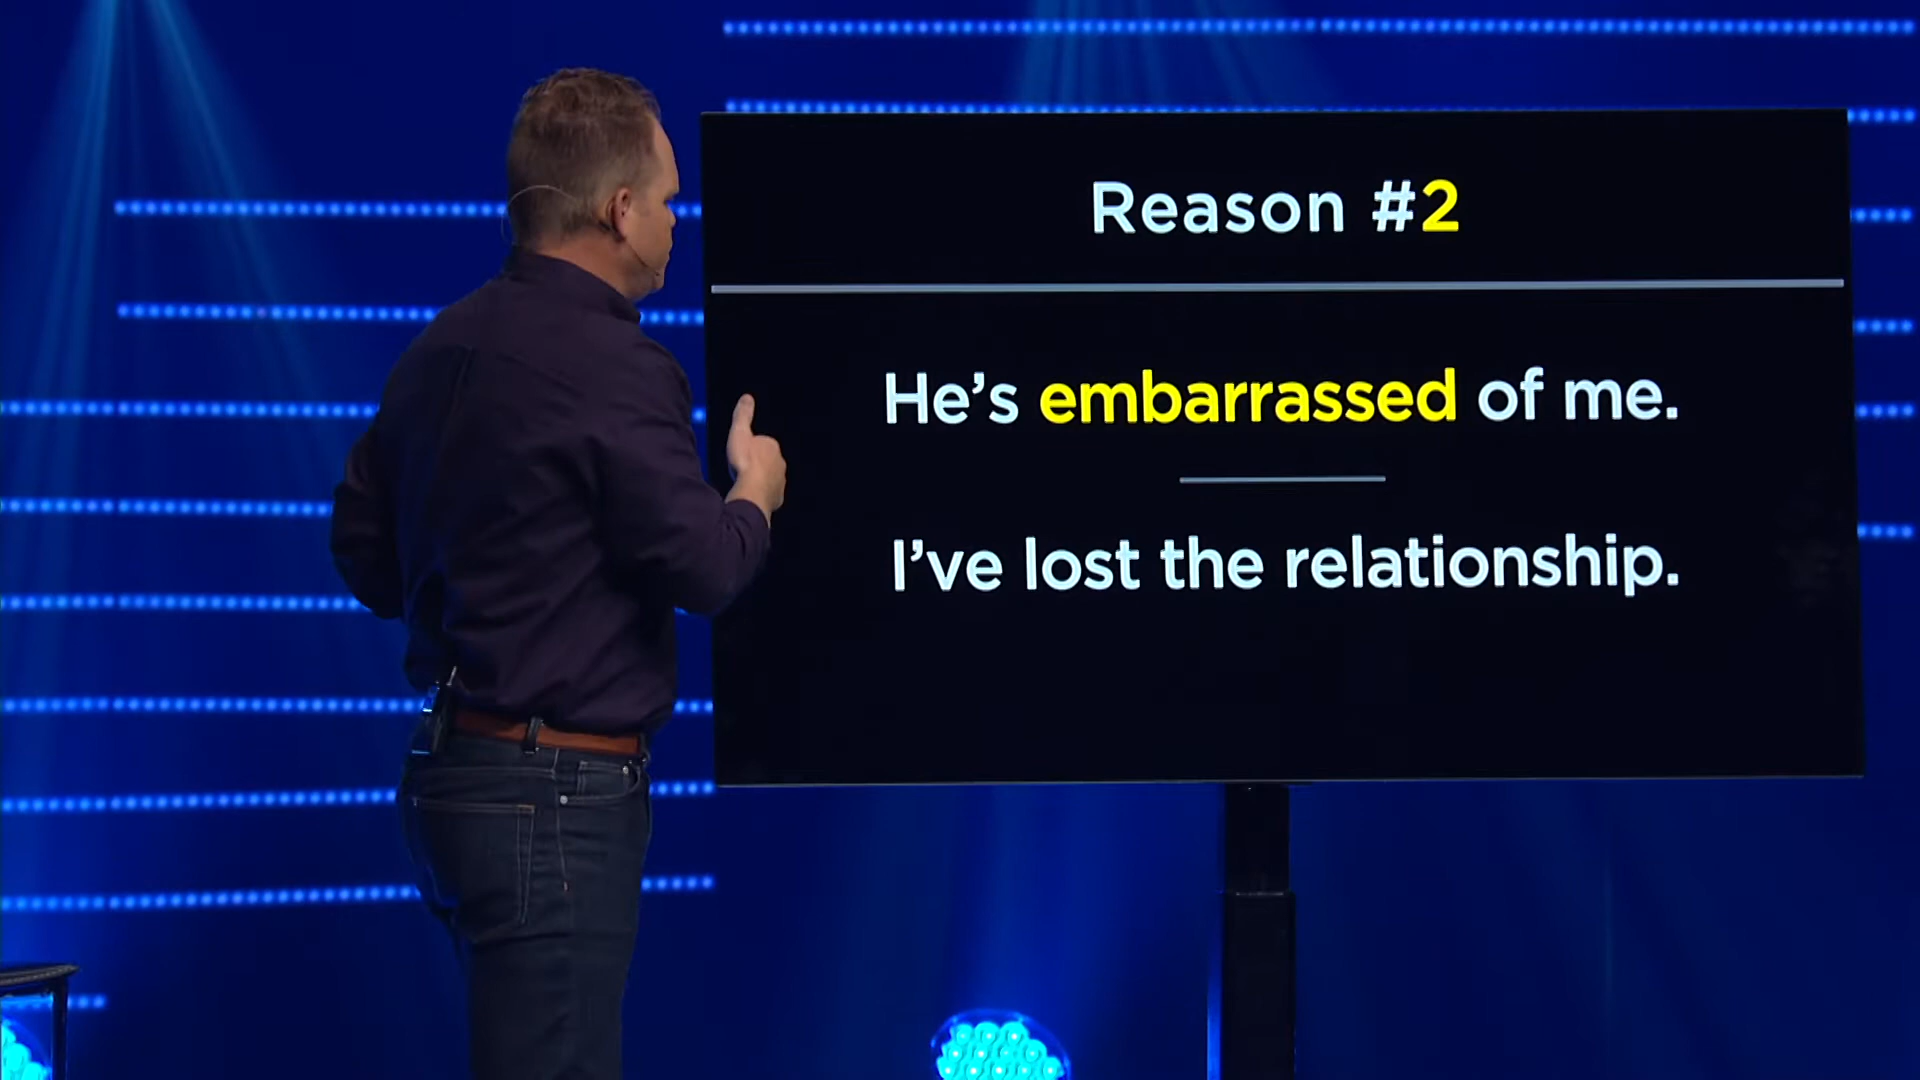 Reason #2
He’s embarrassed of me.
I’ve lost the relationship.